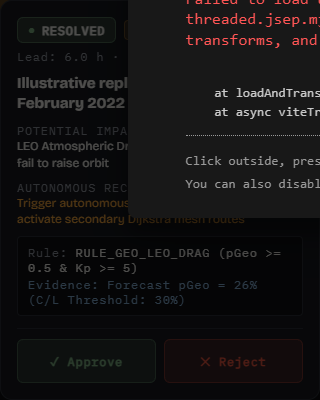 Failed to load
threaded.jsep.m
transforms, and
at loadAndTrans
at async viteTr
Click outside, pres
You can also disabl
RESOLVED
Lead: 6.0 h ·
Illustrative repl
February 2022
POTENTIAL IMPA
LEO Atmospheric Dr
fail to raise orbit
AUTONOMOUS REC
Trigger autonomous
activate secondary Dijkstra mesh routes
Rule: RULE_GEO_LEO_DRAG (pGeo >=
0.5 & Kp >= 5)
Evidence: Forecast pGeo = 26%
(C/L Threshold: 30%)
✓ Approve
✕ Reject